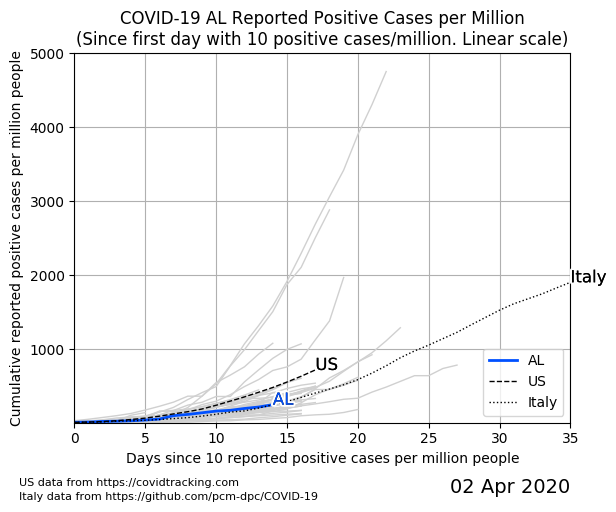 COVID-19 AL Reported Positive Cases per Million
(Since first day with 10 positive cases/million. Linear scale)
Cumulative reported positive cases per million people
5000
4000
3000
2000
1000
Italy
US
AL
AL
US
Italy
0 5 10 15 20 25 30 35
Days since 10 reported positive cases per million people
US data from https://covidtracking.com
Italy data from https://github.com/pcm-dpc/COVID-19
02 Apr 2020